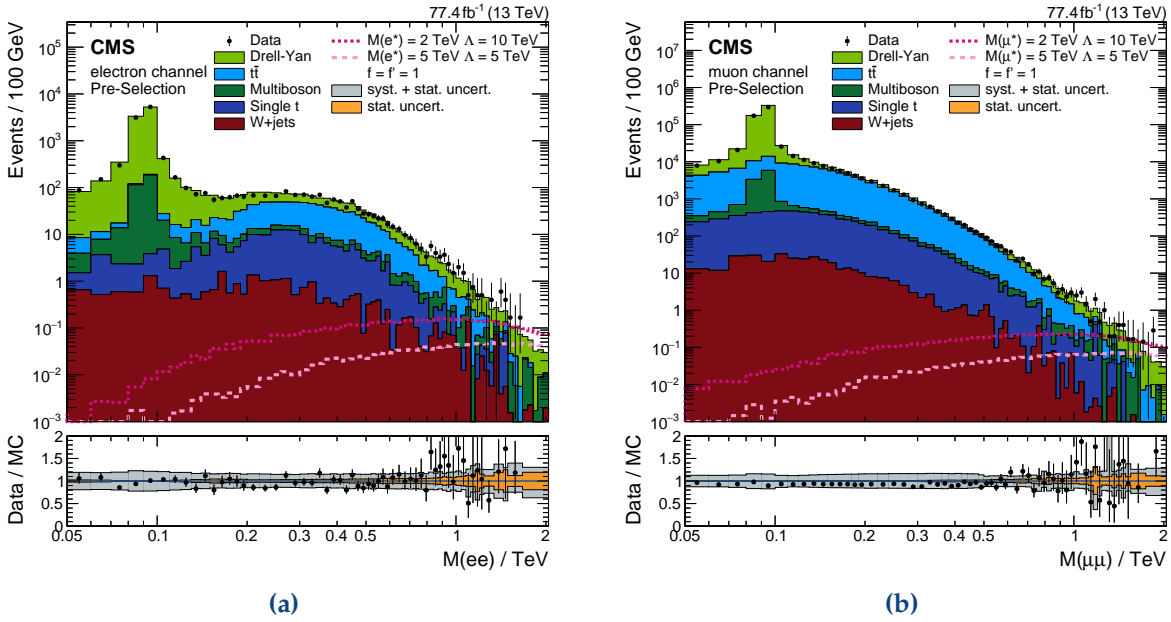 77.4 fb⁻¹ (13 TeV)
CMS
electron channel
Pre-Selection
Data
Drell-Yan
tt̄
Multiboson
Single t
W+jets
M(e*) = 2 TeV Λ = 10 TeV
M(e*) = 5 TeV Λ = 5 TeV
f = f' = 1
syst. + stat. uncert.
stat. uncert.
Events / 100 GeV
10⁵
10⁴
10³
10²
10
1
10⁻¹
10⁻²
10⁻³
Data / MC
2
1.5
1
0.5
0
0.05 0.1 0.2 0.3 0.4 0.5 1 2
M(ee) / TeV
(a)
77.4 fb⁻¹ (13 TeV)
CMS
muon channel
Pre-Selection
Data
Drell-Yan
tt̄
Multiboson
Single t
W+jets
M(μ*) = 2 TeV Λ = 10 TeV
M(μ*) = 5 TeV Λ = 5 TeV
f = f' = 1
syst. + stat. uncert.
stat. uncert.
Events / 100 GeV
10⁷
10⁶
10⁵
10⁴
10³
10²
10
1
10⁻¹
10⁻²
10⁻³
Data / MC
2
1.5
1
0.5
0
0.05 0.1 0.2 0.3 0.4 0.5 1 2
M(μμ) / TeV
(b)